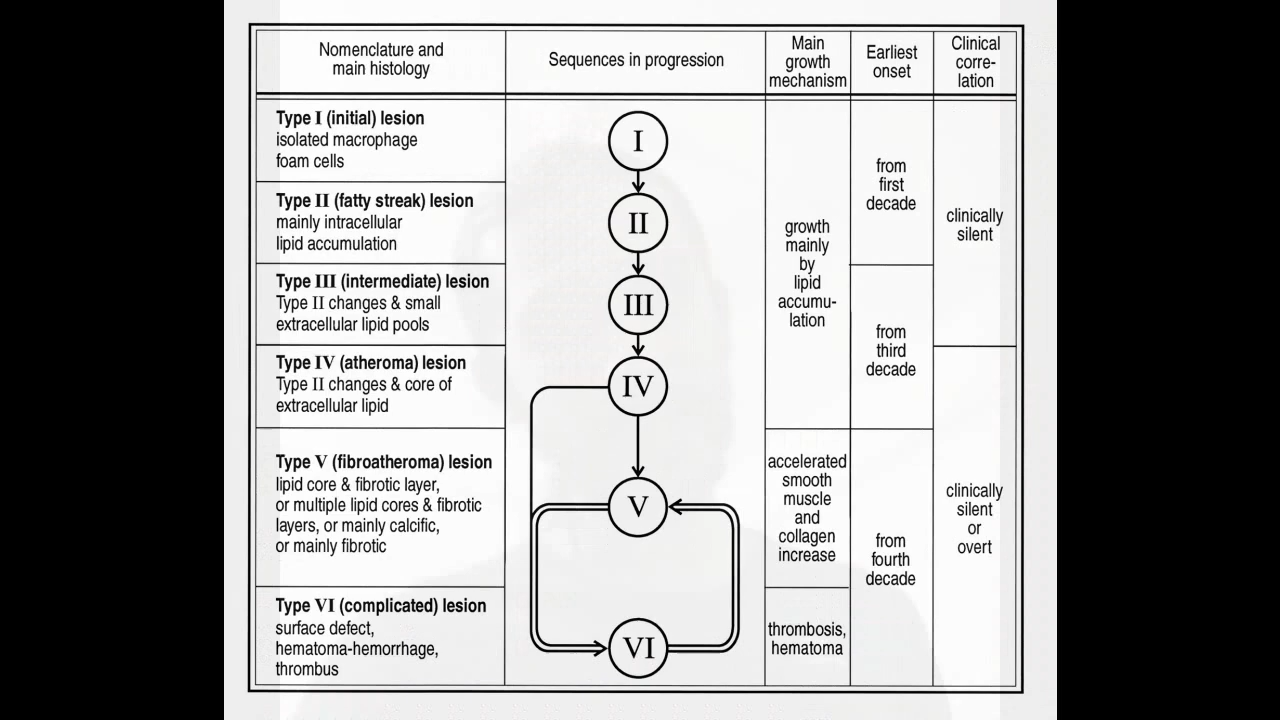 Nomenclature and
main histology
Sequences in progression
Main
growth
mechanism
Earliest
onset
Clinical
corre-
lation
Type I (initial) lesion
isolated macrophage
foam cells
Type II (fatty streak) lesion
mainly intracellular
lipid accumulation
Type III (intermediate) lesion
Type II changes & small
extracellular lipid pools
Type IV (atheroma) lesion
Type II changes & core of
extracellular lipid
Type V (fibroatheroma) lesion
lipid core & fibrotic layer,
or multiple lipid cores & fibrotic
layers, or mainly calcific,
or mainly fibrotic
Type VI (complicated) lesion
surface defect,
hematoma-hemorrhage,
thrombus
I
II
III
IV
V
VI
growth
mainly
by
lipid
accumu-
lation
accelerated
smooth
muscle
and
collagen
increase
thrombosis,
hematoma
from
first
decade
from
third
decade
from
fourth
decade
clinically
silent
clinically
silent
or
overt